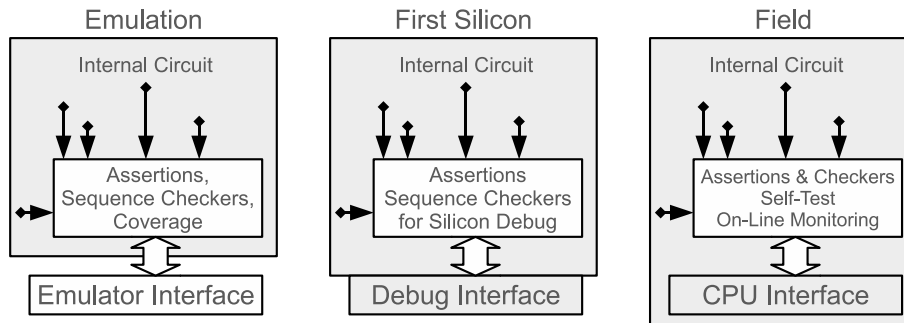 Emulation
Internal Circuit
Assertions,
Sequence Checkers,
Coverage
Emulator Interface
First Silicon
Internal Circuit
Assertions
Sequence Checkers
for Silicon Debug
Debug Interface
Field
Internal Circuit
Assertions & Checkers
Self-Test
On-Line Monitoring
CPU Interface